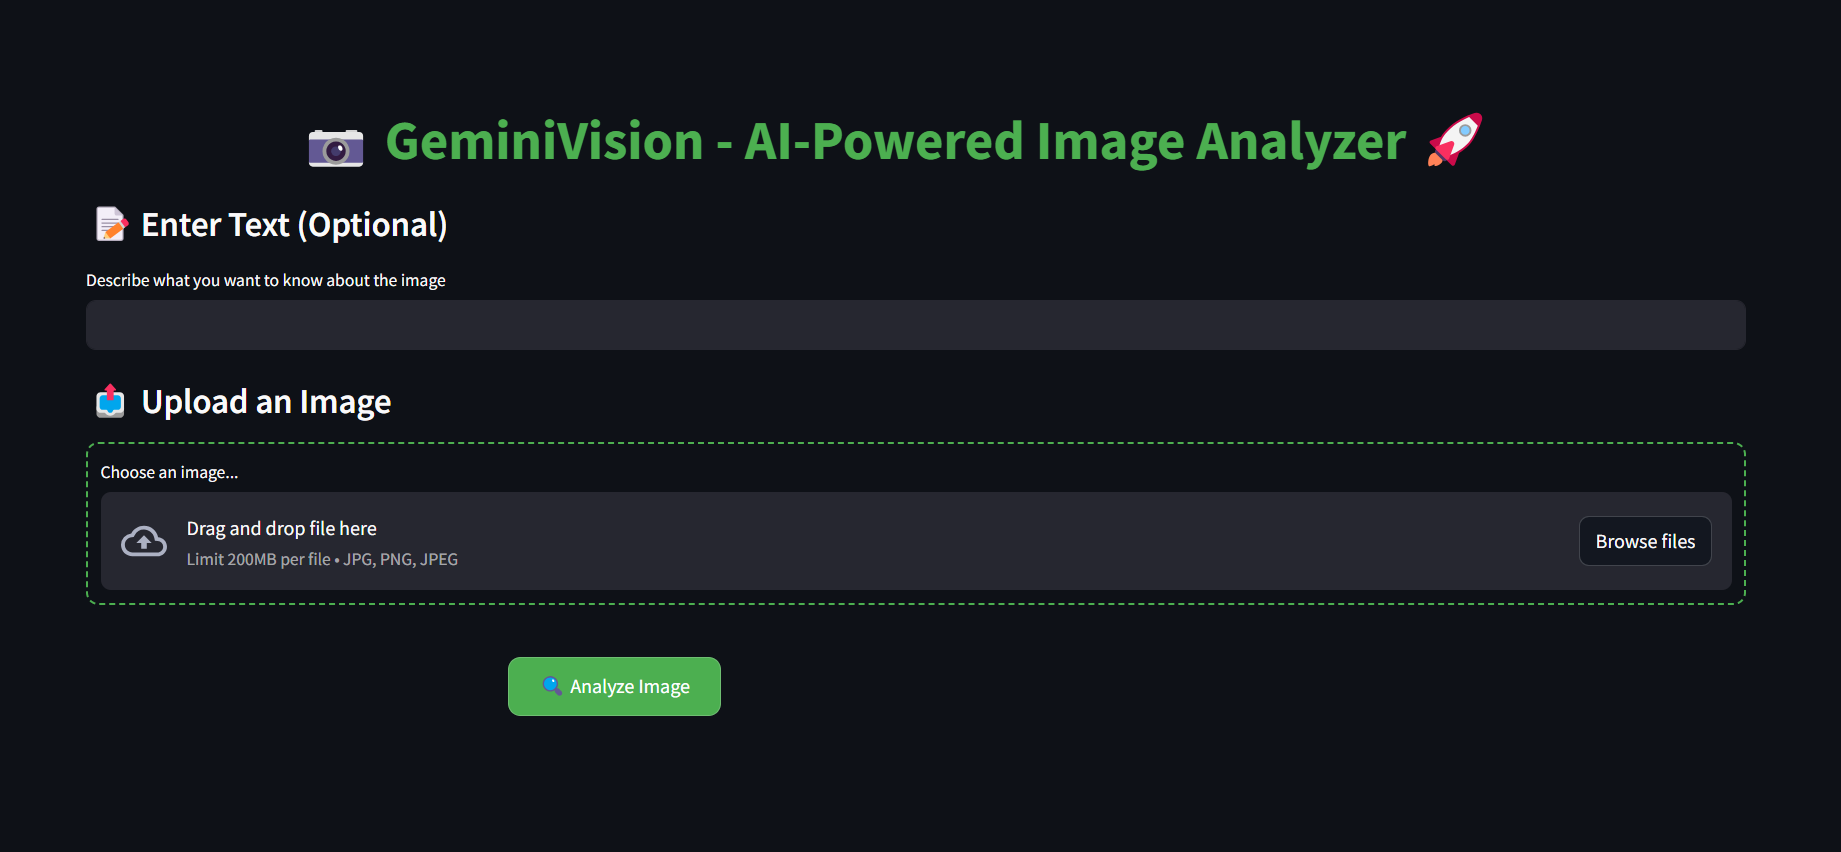 GeminiVision - AI-Powered Image Analyzer
Enter Text (Optional)
Describe what you want to know about the image
Upload an Image
Choose an image...
Drag and drop file here
Limit 200MB per file • JPG, PNG, JPEG
Browse files
Analyze Image